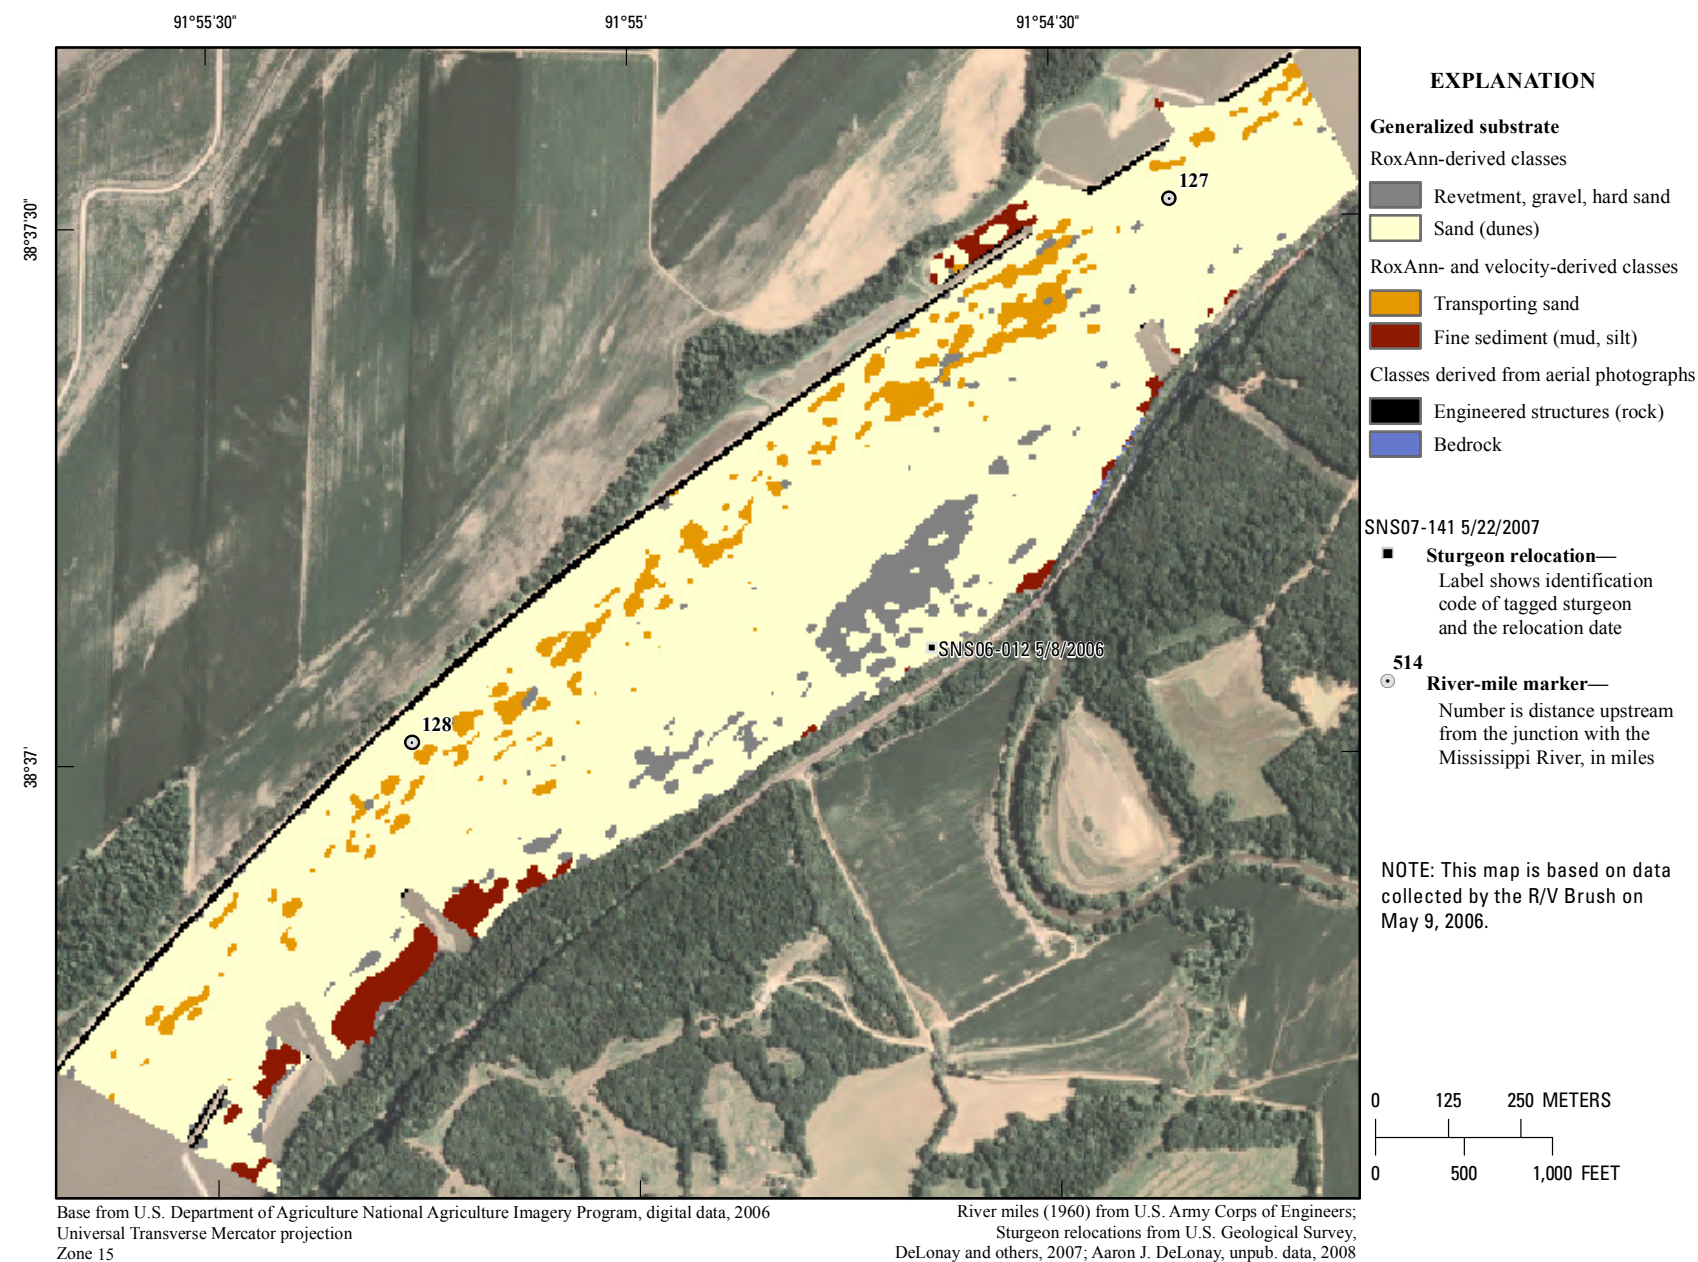 91°55'30"
91°55'
91°54'30"
38°37'30"
38°37'
127
128
SNS06-012 5/8/2006
EXPLANATION
Generalized substrate
RoxAnn-derived classes
Revetment, gravel, hard sand
Sand (dunes)
RoxAnn- and velocity-derived classes
Transporting sand
Fine sediment (mud, silt)
Classes derived from aerial photographs
Engineered structures (rock)
Bedrock
SNS07-141 5/22/2007
Sturgeon relocation—
Label shows identification
code of tagged sturgeon
and the relocation date
514
River-mile marker—
Number is distance upstream
from the junction with the
Mississippi River, in miles
NOTE: This map is based on data
collected by the R/V Brush on
May 9, 2006.
0 125 250 METERS
0 500 1,000 FEET
Base from U.S. Department of Agriculture National Agriculture Imagery Program, digital data, 2006
Universal Transverse Mercator projection
Zone 15
River miles (1960) from U.S. Army Corps of Engineers;
Sturgeon relocations from U.S. Geological Survey,
DeLonay and others, 2007; Aaron J. DeLonay, unpub. data, 2008